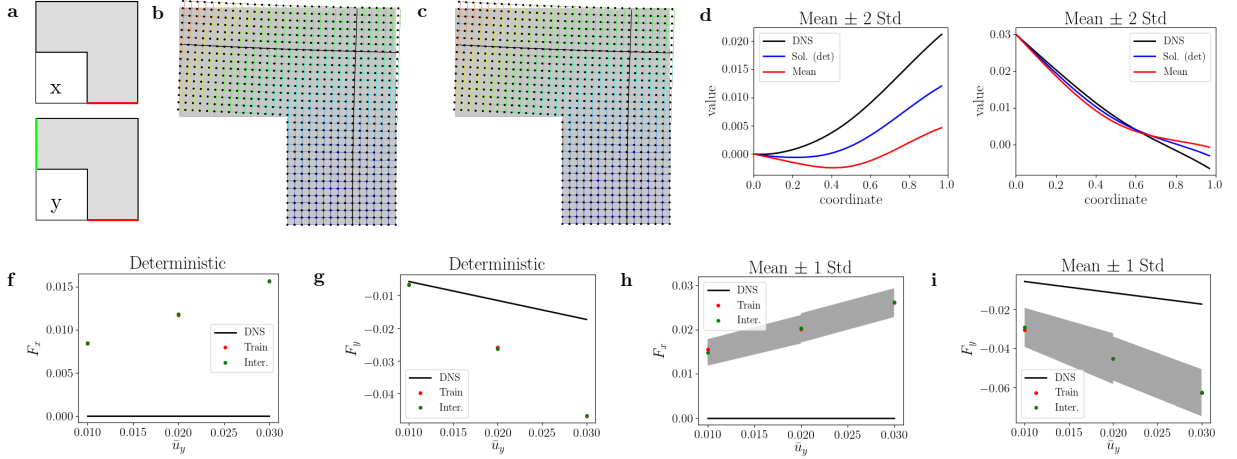 a
x
y
b
c
d
Mean ± 2 Std
0.020
0.015
0.010
0.005
0.000
value
DNS
Sol. (det)
Mean
0.0 0.2 0.4 0.6 0.8 1.0
coordinate
Mean ± 2 Std
0.03
0.02
0.01
0.00
value
DNS
Sol. (det)
Mean
0.0 0.2 0.4 0.6 0.8 1.0
coordinate
f
Deterministic
0.015
0.010
0.005
0.000
F_x
DNS
Train
Inter.
0.010 0.015 0.020 0.025 0.030
ū_y
g
Deterministic
−0.01
−0.02
−0.03
−0.04
F_y
DNS
Train
Inter.
0.010 0.015 0.020 0.025 0.030
ū_y
h
Mean ± 1 Std
0.03
0.02
0.01
0.00
F_x
DNS
Train
Inter.
0.010 0.015 0.020 0.025 0.030
ū_y
i
Mean ± 1 Std
−0.02
−0.04
−0.06
F_y
DNS
Train
Inter.
0.010 0.015 0.020 0.025 0.030
ū_y